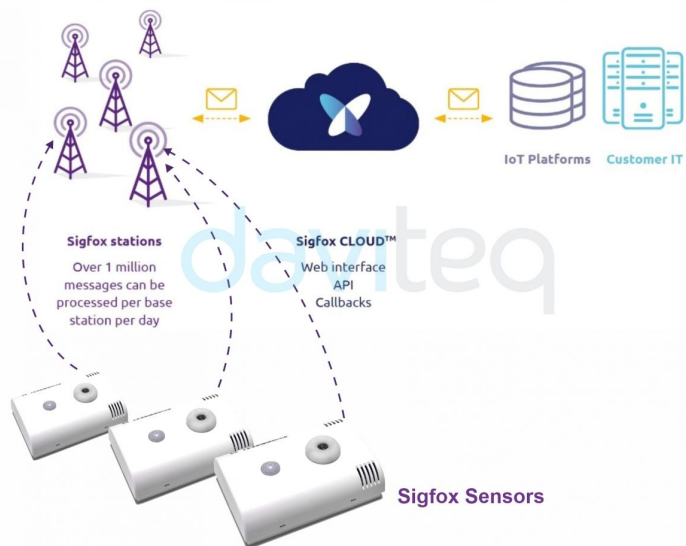 IoT Platforms
Customer IT
Sigfox stations
Over 1 million
messages can be
processed per base
station per day
Sigfox CLOUD™
Web interface
API
Callbacks
daviteq
Sigfox Sensors